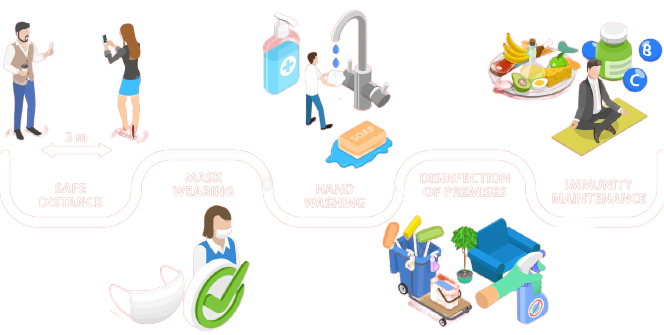 2 m
SAFE
DISTANCE
MASK
WEARING
HAND
WASHING
SOAP
DISINFECTION
OF PREMISES
IMMUNITY
MAINTENANCE
B
C